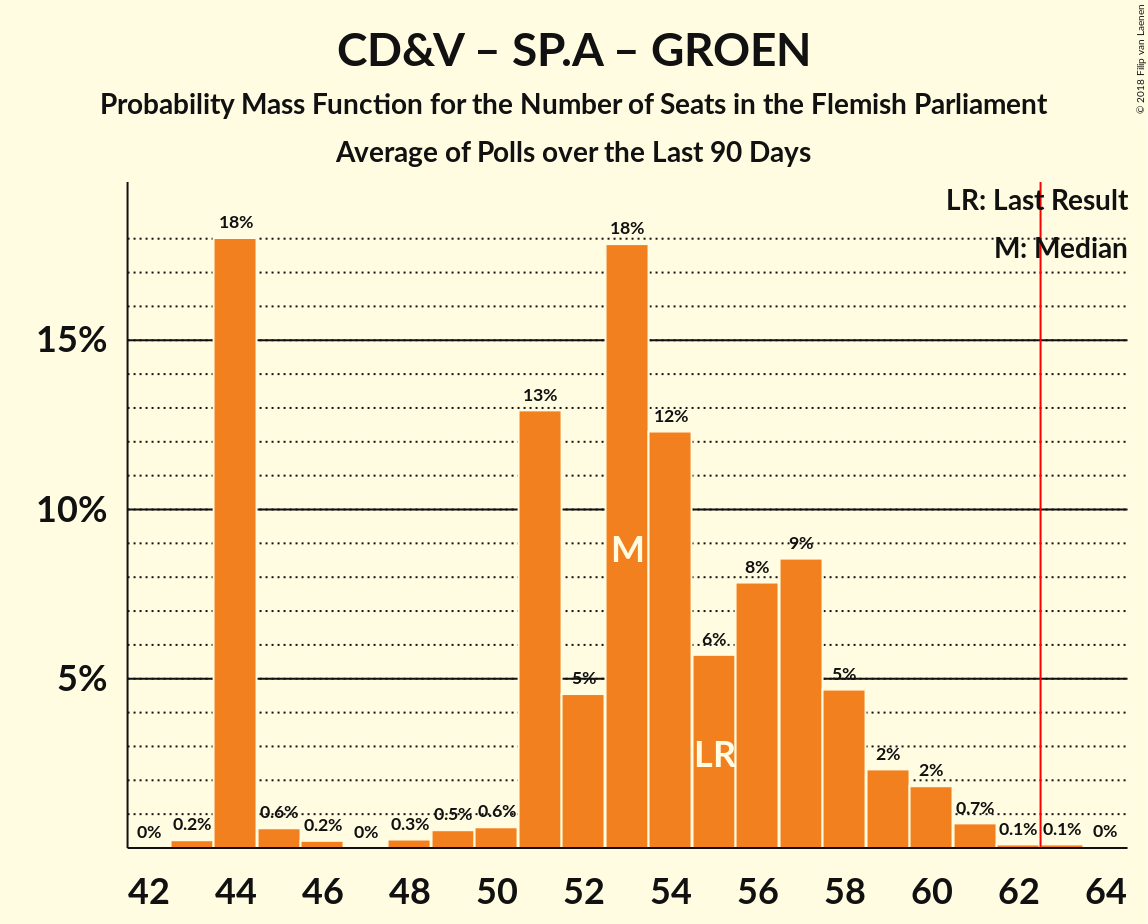 CD&V – SP.A – GROEN
Probability Mass Function for the Number of Seats in the Flemish Parliament
Average of Polls over the Last 90 Days
© 2018 Filip van Laenen
LR: Last Result
M: Median
15%
10%
5%
0%
0.2%
18%
0.6%
0.2%
0%
0.3%
0.5%
0.6%
13%
5%
18%
12%
6%
8%
9%
5%
2%
2%
0.7%
0.1%
0.1%
0%
M
LR
42 44 46 48 50 52 54 56 58 60 62 64